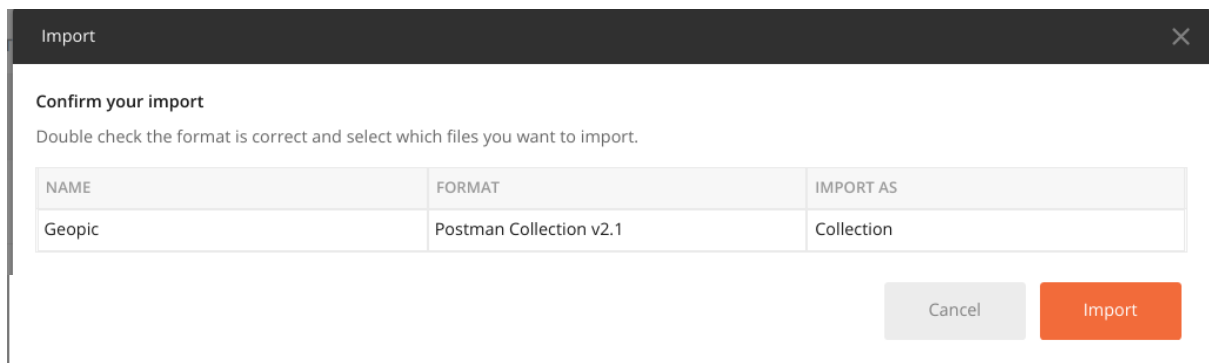 Import
Confirm your import
Double check the format is correct and select which files you want to import.
NAME FORMAT IMPORT AS
Geopic Postman Collection v2.1 Collection
Cancel Import